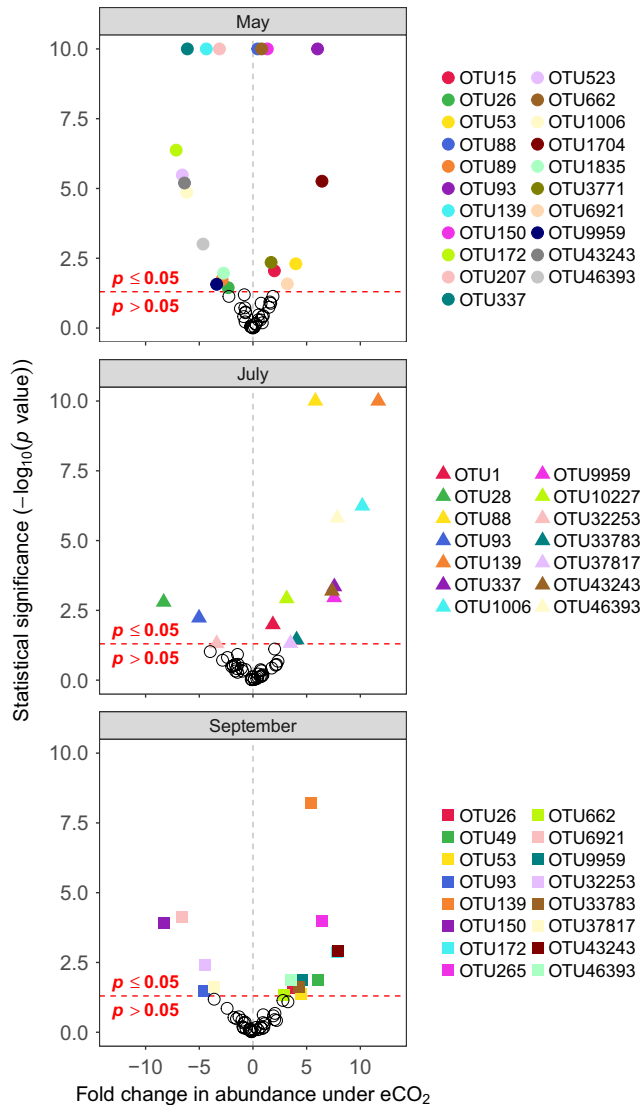 May
10.0
7.5
5.0
2.5
0.0
p ≤ 0.05
p > 0.05
OTU15 OTU523
OTU26 OTU662
OTU53 OTU1006
OTU88 OTU1704
OTU89 OTU1835
OTU93 OTU3771
OTU139 OTU6921
OTU150 OTU9959
OTU172 OTU43243
OTU207 OTU46393
OTU337
Statistical significance (−log₁₀(p value))
July
10.0
7.5
5.0
2.5
0.0
p ≤ 0.05
p > 0.05
OTU1 OTU9959
OTU28 OTU10227
OTU88 OTU32253
OTU93 OTU33783
OTU139 OTU37817
OTU337 OTU43243
OTU1006 OTU46393
September
10.0
7.5
5.0
2.5
0.0
p ≤ 0.05
p > 0.05
OTU26 OTU662
OTU49 OTU6921
OTU53 OTU9959
OTU93 OTU32253
OTU139 OTU33783
OTU150 OTU37817
OTU172 OTU43243
OTU265 OTU46393
−10 −5 0 5 10
Fold change in abundance under eCO₂